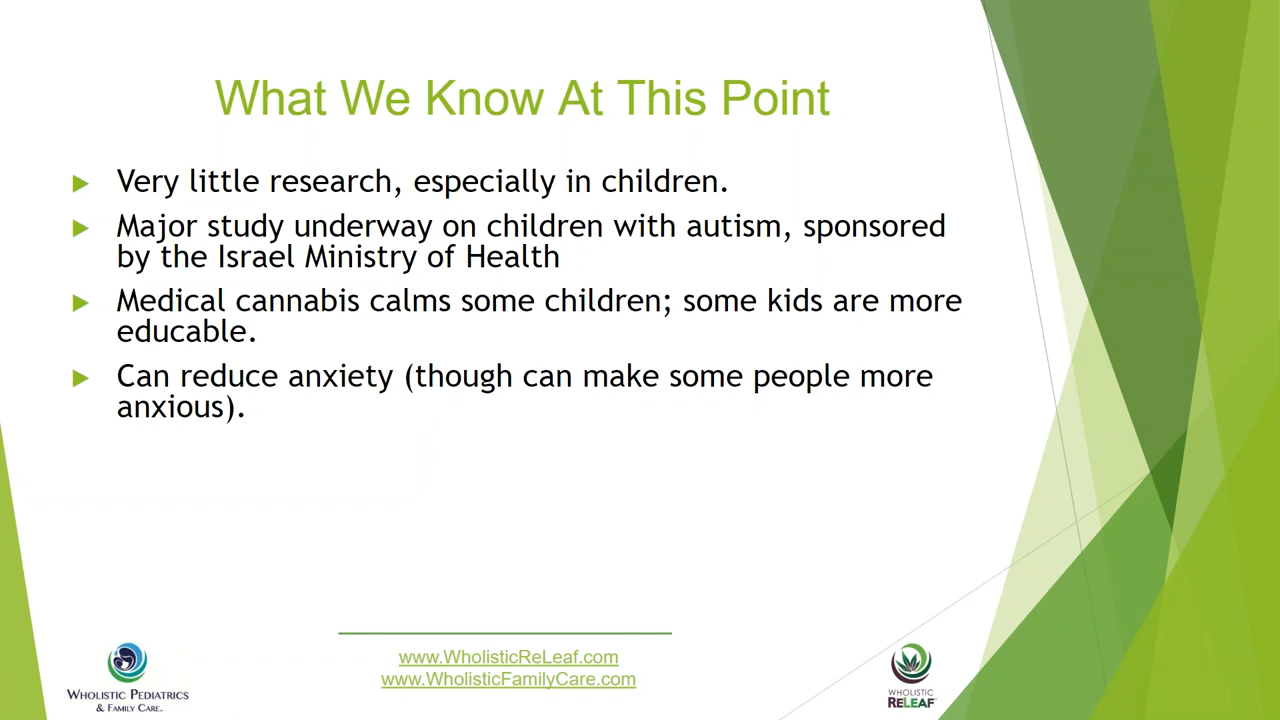 What We Know At This Point
Very little research, especially in children.
Major study underway on children with autism, sponsored
by the Israel Ministry of Health
Medical cannabis calms some children; some kids are more
educable.
Can reduce anxiety (though can make some people more
anxious).
www.WholisticReLeaf.com
www.WholisticFamilyCare.com
WHOLISTIC PEDIATRICS
& FAMILY CARE.
WHOLISTIC
RELEAF